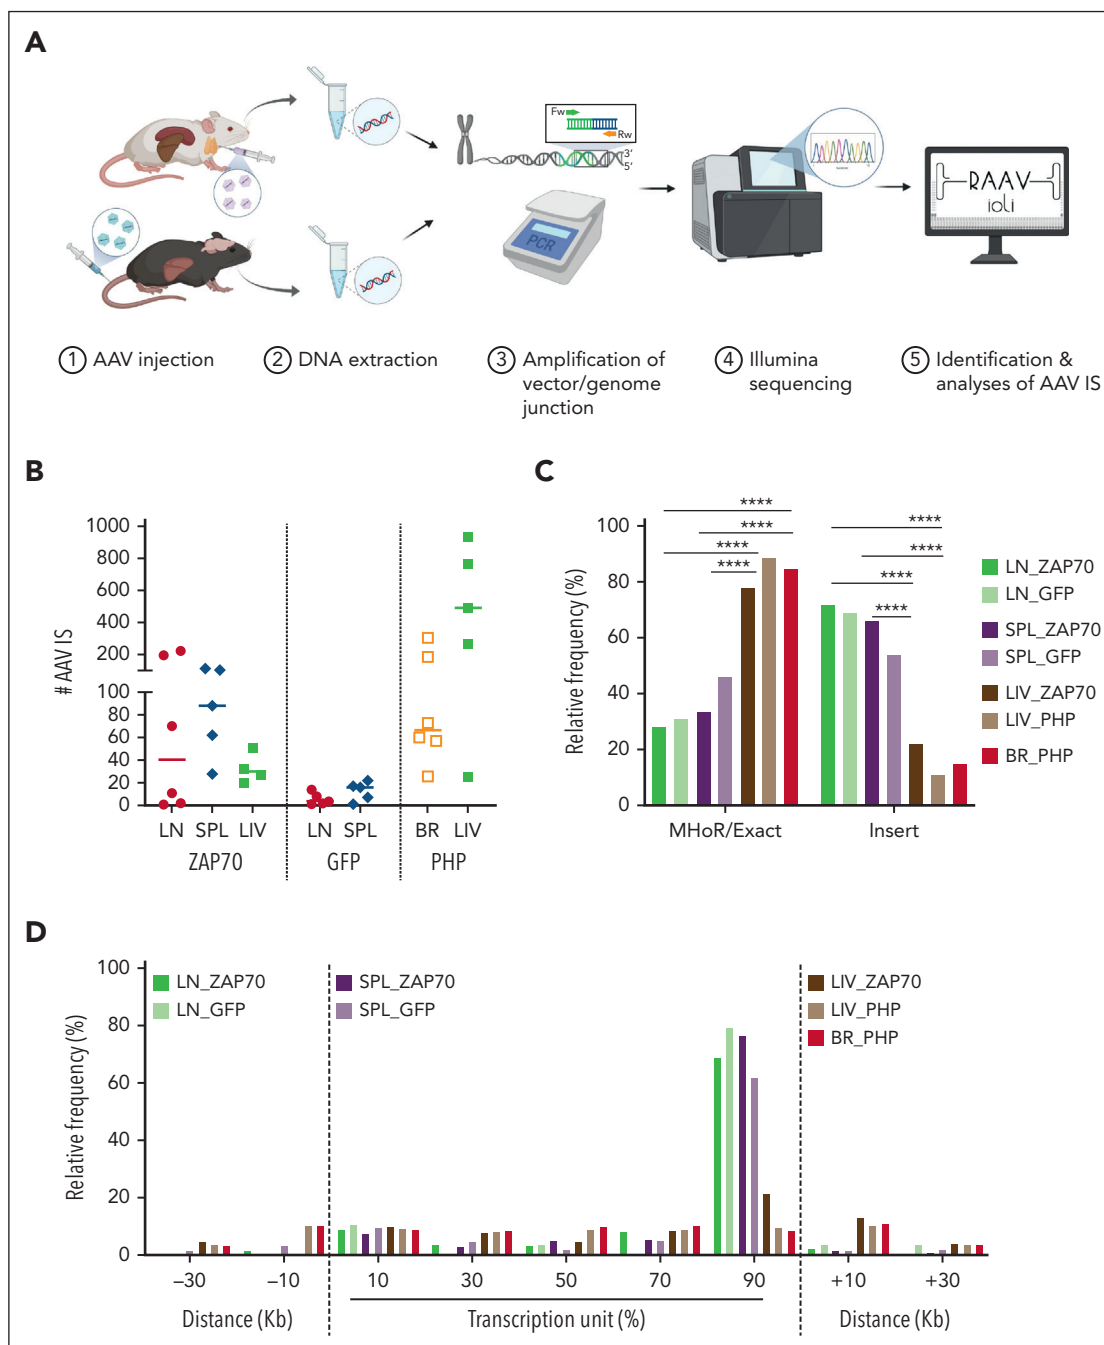 A
Fw
Rw
3'
5'
PCR
RAAV
ioli
1 AAV injection
2 DNA extraction
3 Amplification of
vector/genome
junction
4 Illumina
sequencing
5 Identification &
analyses of AAV IS
B
# AAV IS
1000
800
600
400
200
100
80
60
40
20
0
LN SPL LIV LN SPL BR LIV
ZAP70 GFP PHP
C
Relative frequency (%)
100
80
60
40
20
0
****
****
****
****
****
****
****
****
MHoR/Exact Insert
LN_ZAP70
LN_GFP
SPL_ZAP70
SPL_GFP
LIV_ZAP70
LIV_PHP
BR_PHP
D
Relative frequency (%)
100
80
60
40
20
0
LN_ZAP70
LN_GFP
SPL_ZAP70
SPL_GFP
LIV_ZAP70
LIV_PHP
BR_PHP
−30 −10 10 30 50 70 90 +10 +30
Distance (Kb) Transcription unit (%) Distance (Kb)